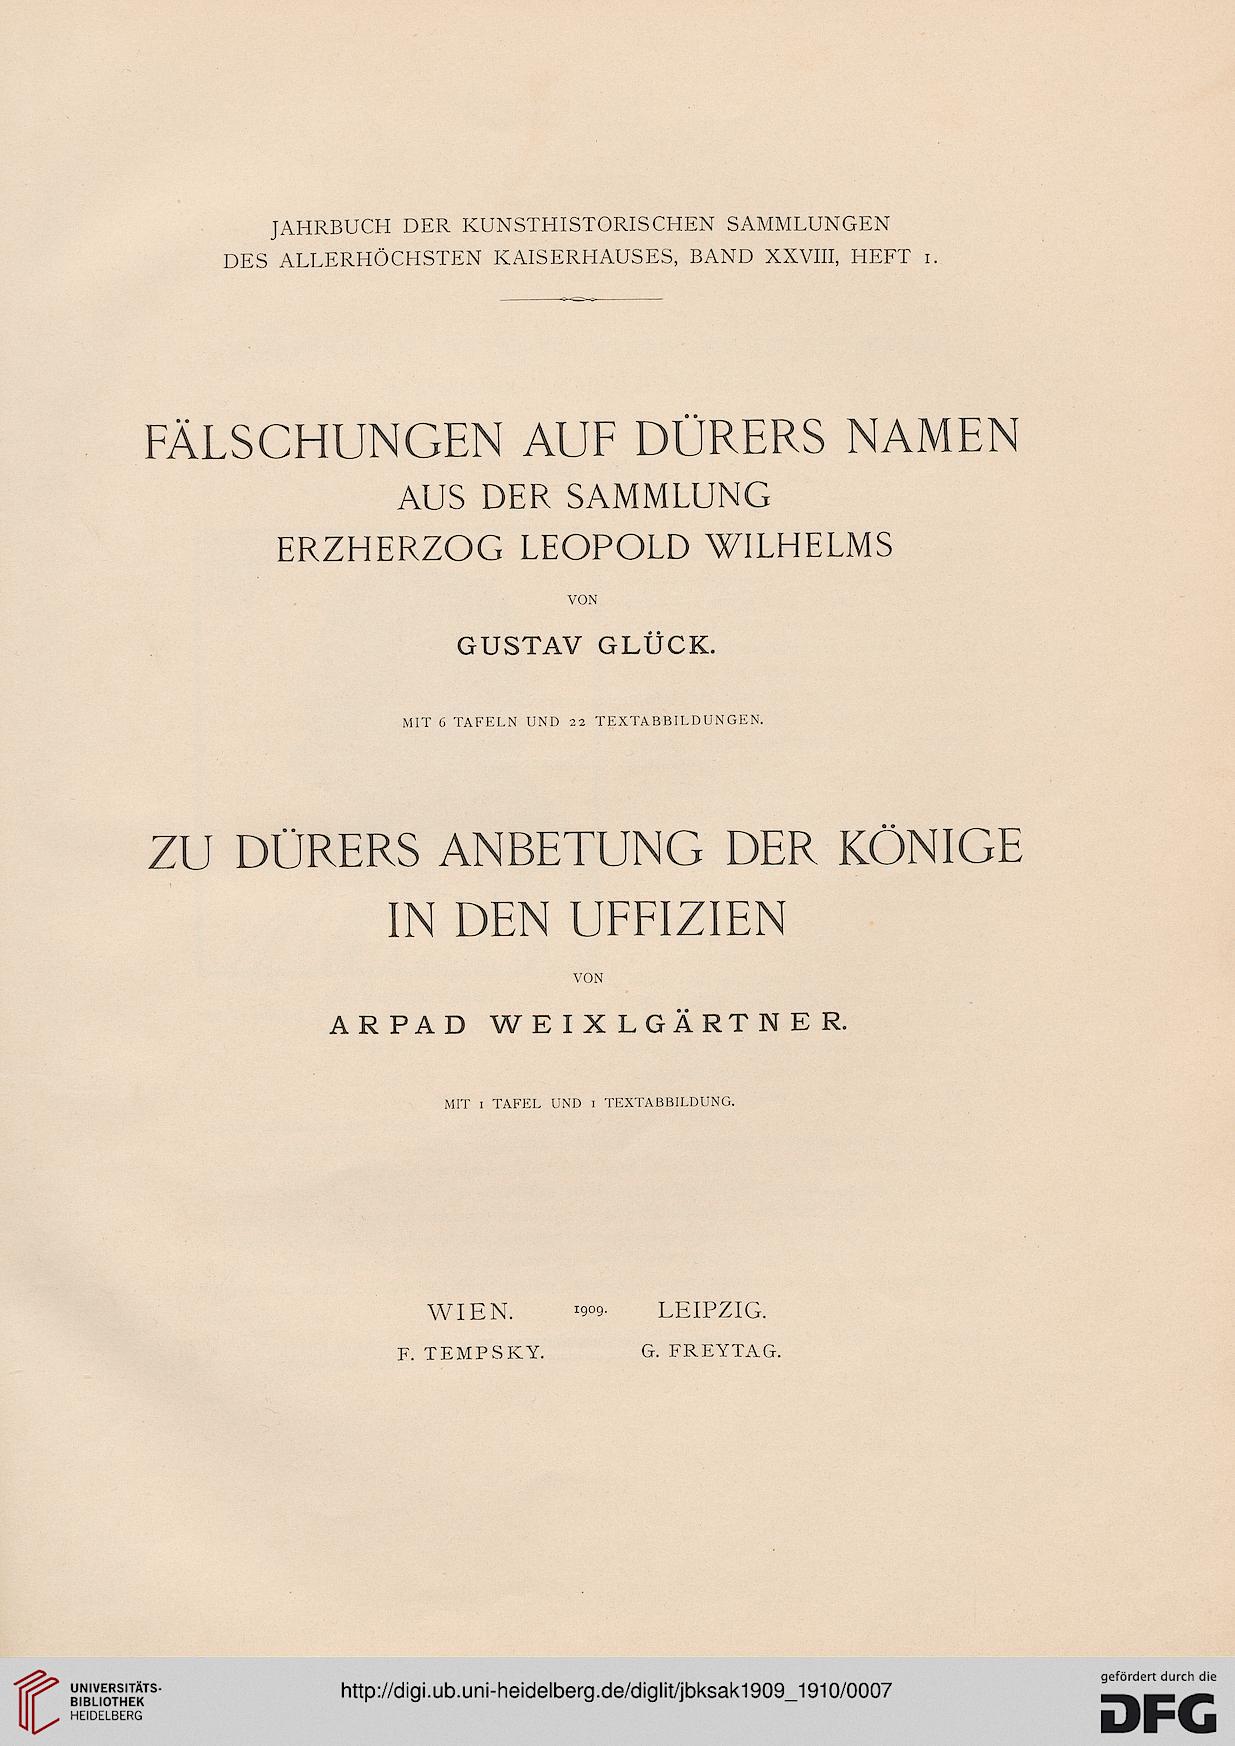 JAHRBUCH DER KUNSTHISTORISCHEN SAMMLUNGEN
DES ALLERHÖCHSTEN KAISERHAUSES, BAND XXVIII, HEFT 1.
FÄLSCHUNGEN AUF DÜRERS NAMEN
AUS DER SAMMLUNG
ERZHERZOG LEOPOLD WILHELMS
VON
GUSTAV GLÜCK.
MIT 6 TAFELN UND 22 TEXTABBILDUNGEN.
ZU DÜRERS ANBETUNG DER KÖNIGE
IN DEN UFFIZIEN
VON
ARPAD WEIXLGÄRTNER.
MIT 1 TAFEL UND 1 TEXTABBILDUNG.
WIEN. 1909. LEIPZIG.
F. TEMPSKY. G. FREYTAG.
UNIVERSITÄTS-
BIBLIOTHEK
HEIDELBERG
http://digi.ub.uni-heidelberg.de/diglit/jbksak1909_1910/0007
gefördert durch die
DFG